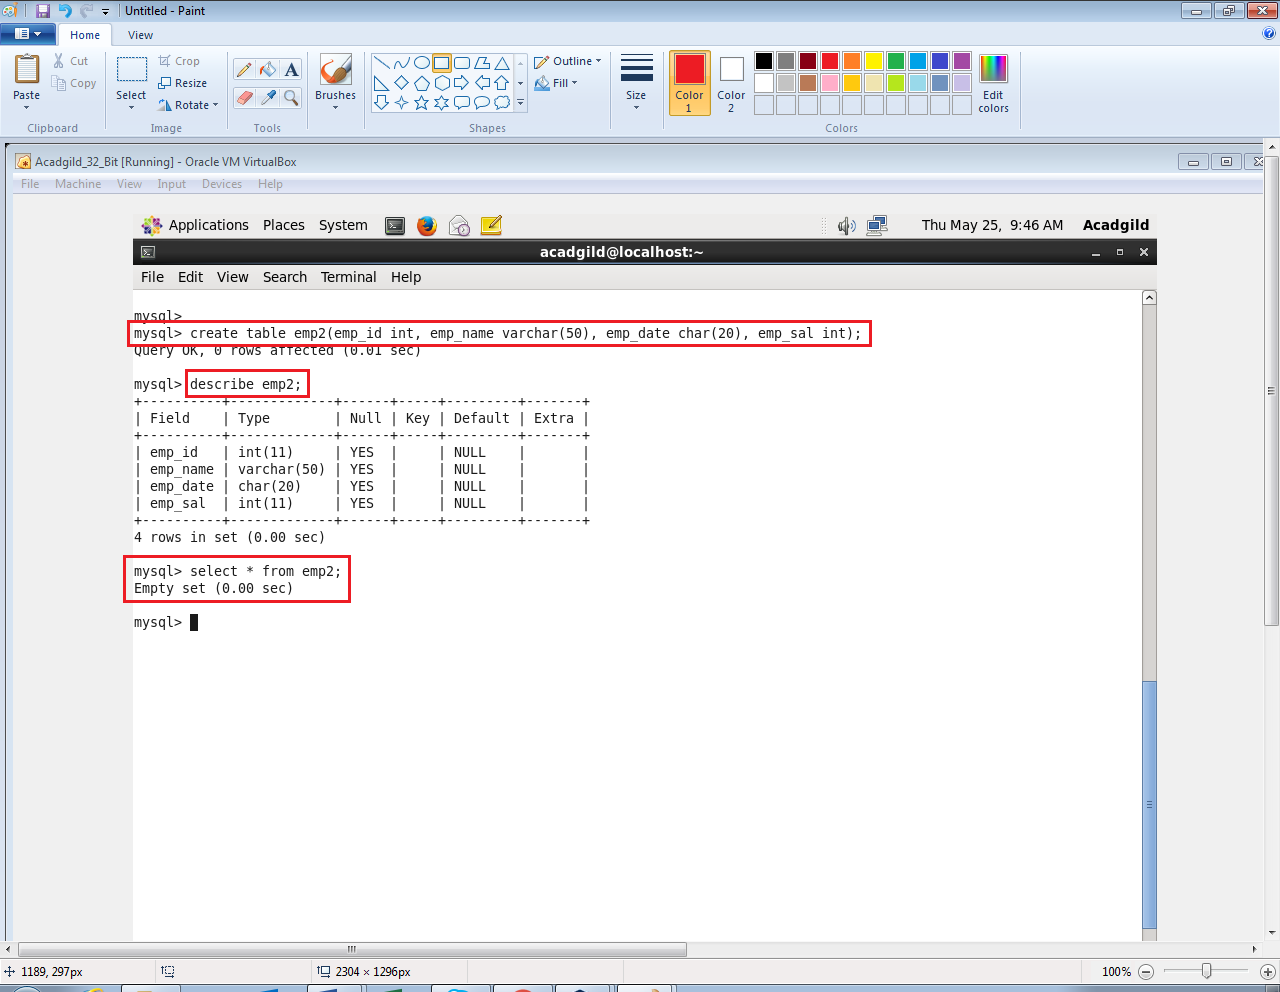 Untitled - Paint
Home View
Paste
Cut
Copy
Clipboard
Select
Crop
Resize
Rotate
Image
A
Tools
Brushes
Outline
Fill
Shapes
Size
Color 1
Color 2
Edit colors
Colors
Acadgild_32_Bit [Running] - Oracle VM VirtualBox
File Machine View Input Devices Help
Applications Places System Thu May 25, 9:46 AM Acadgild
acadgild@localhost:~
File Edit View Search Terminal Help
mysql>
mysql> create table emp2(emp_id int, emp_name varchar(50), emp_date char(20), emp_sal int);
Query OK, 0 rows affected (0.01 sec)
mysql> describe emp2;
+----------+-------------+------+-----+---------+-------+
| Field    | Type        | Null | Key | Default | Extra |
+----------+-------------+------+-----+---------+-------+
| emp_id   | int(11)     | YES  |     | NULL    |       |
| emp_name | varchar(50) | YES  |     | NULL    |       |
| emp_date | char(20)    | YES  |     | NULL    |       |
| emp_sal  | int(11)     | YES  |     | NULL    |       |
+----------+-------------+------+-----+---------+-------+
4 rows in set (0.00 sec)
mysql> select * from emp2;
Empty set (0.00 sec)
mysql>
1189, 297px 2304 × 1296px 100%